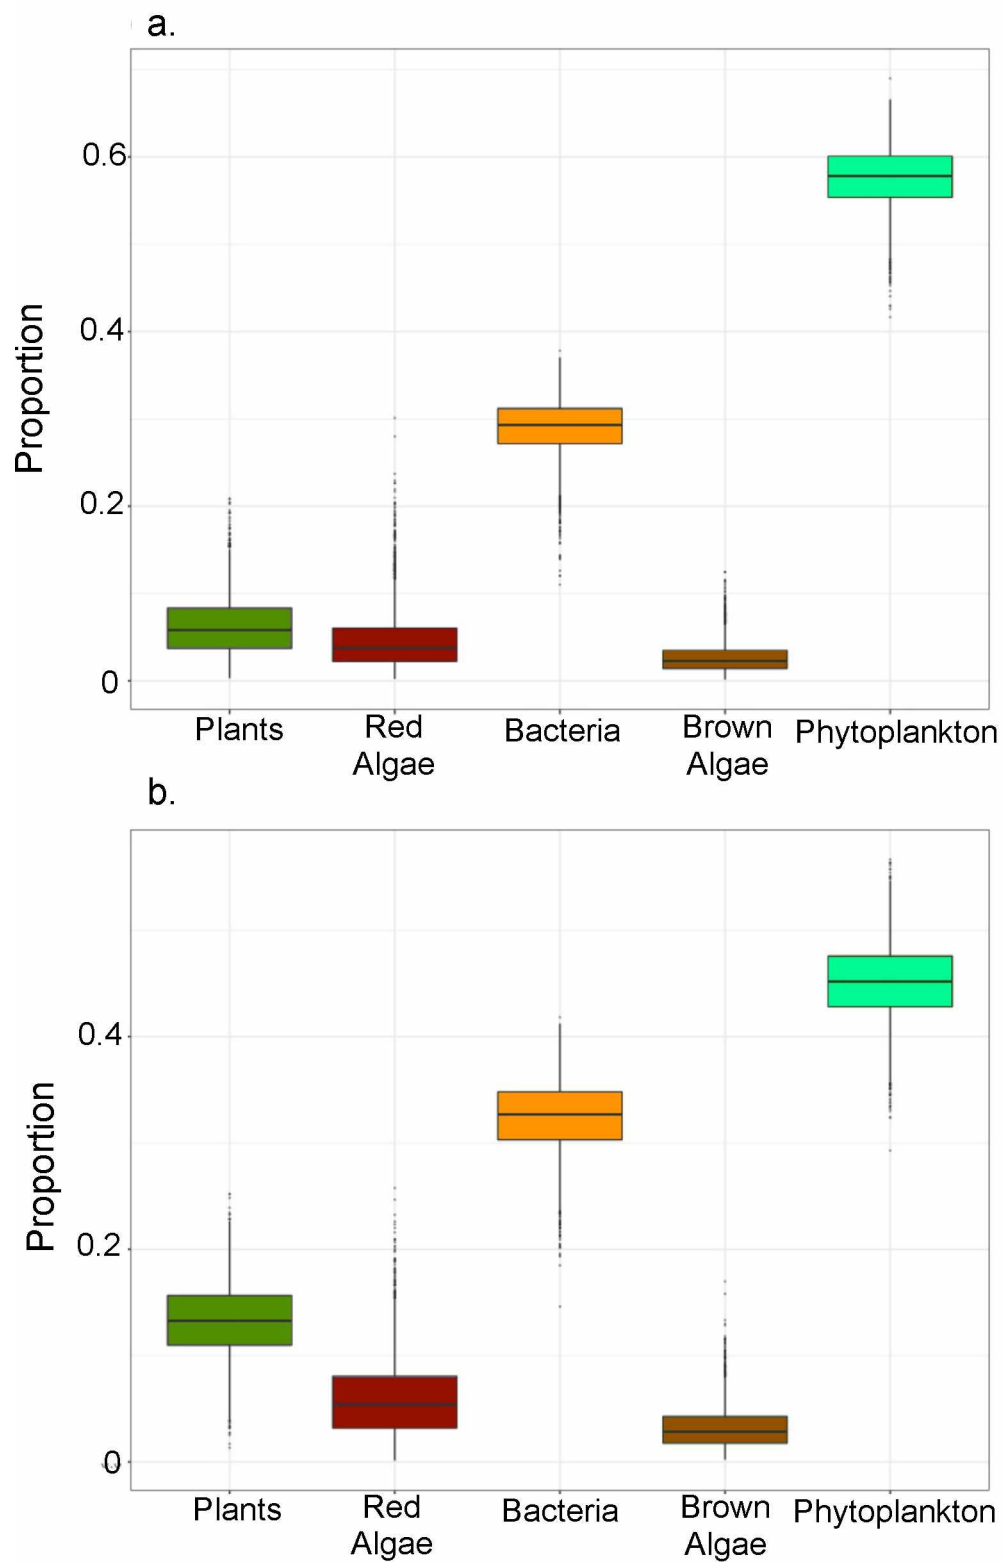 a.
Proportion
0.6
0.4
0.2
0
Plants
Red
Algae
Bacteria
Brown
Algae
Phytoplankton
b.
Proportion
0.4
0.2
0
Plants
Red
Algae
Bacteria
Brown
Algae
Phytoplankton